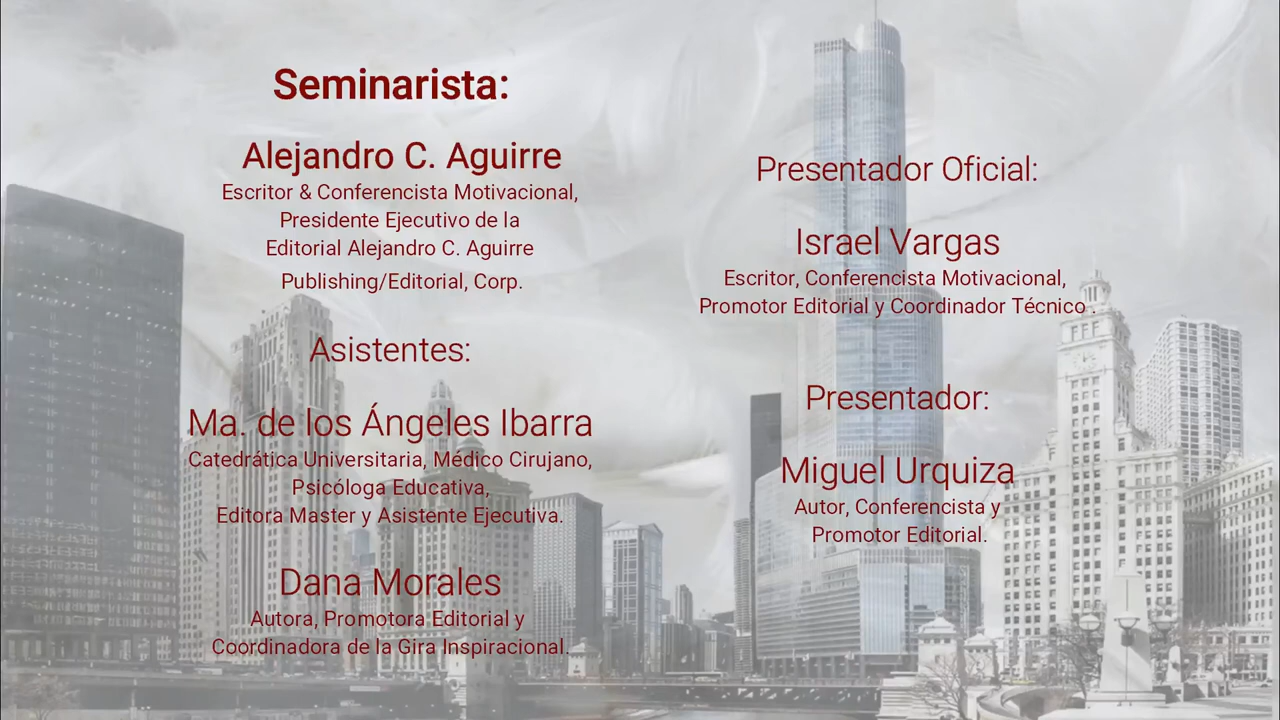 Seminarista:
Alejandro C. Aguirre
Escritor & Conferencista Motivacional,
Presidente Ejecutivo de la
Editorial Alejandro C. Aguirre
Publishing/Editorial, Corp.
Asistentes:
Ma. de los Ángeles Ibarra
Catedrática Universitaria, Médico Cirujano,
Psicóloga Educativa,
Editora Master y Asistente Ejecutiva.
Dana Morales
Autora, Promotora Editorial y
Coordinadora de la Gira Inspiracional.
Presentador Oficial:
Israel Vargas
Escritor, Conferencista Motivacional,
Promotor Editorial y Coordinador Técnico .
Presentador:
Miguel Urquiza
Autor, Conferencista y
Promotor Editorial.